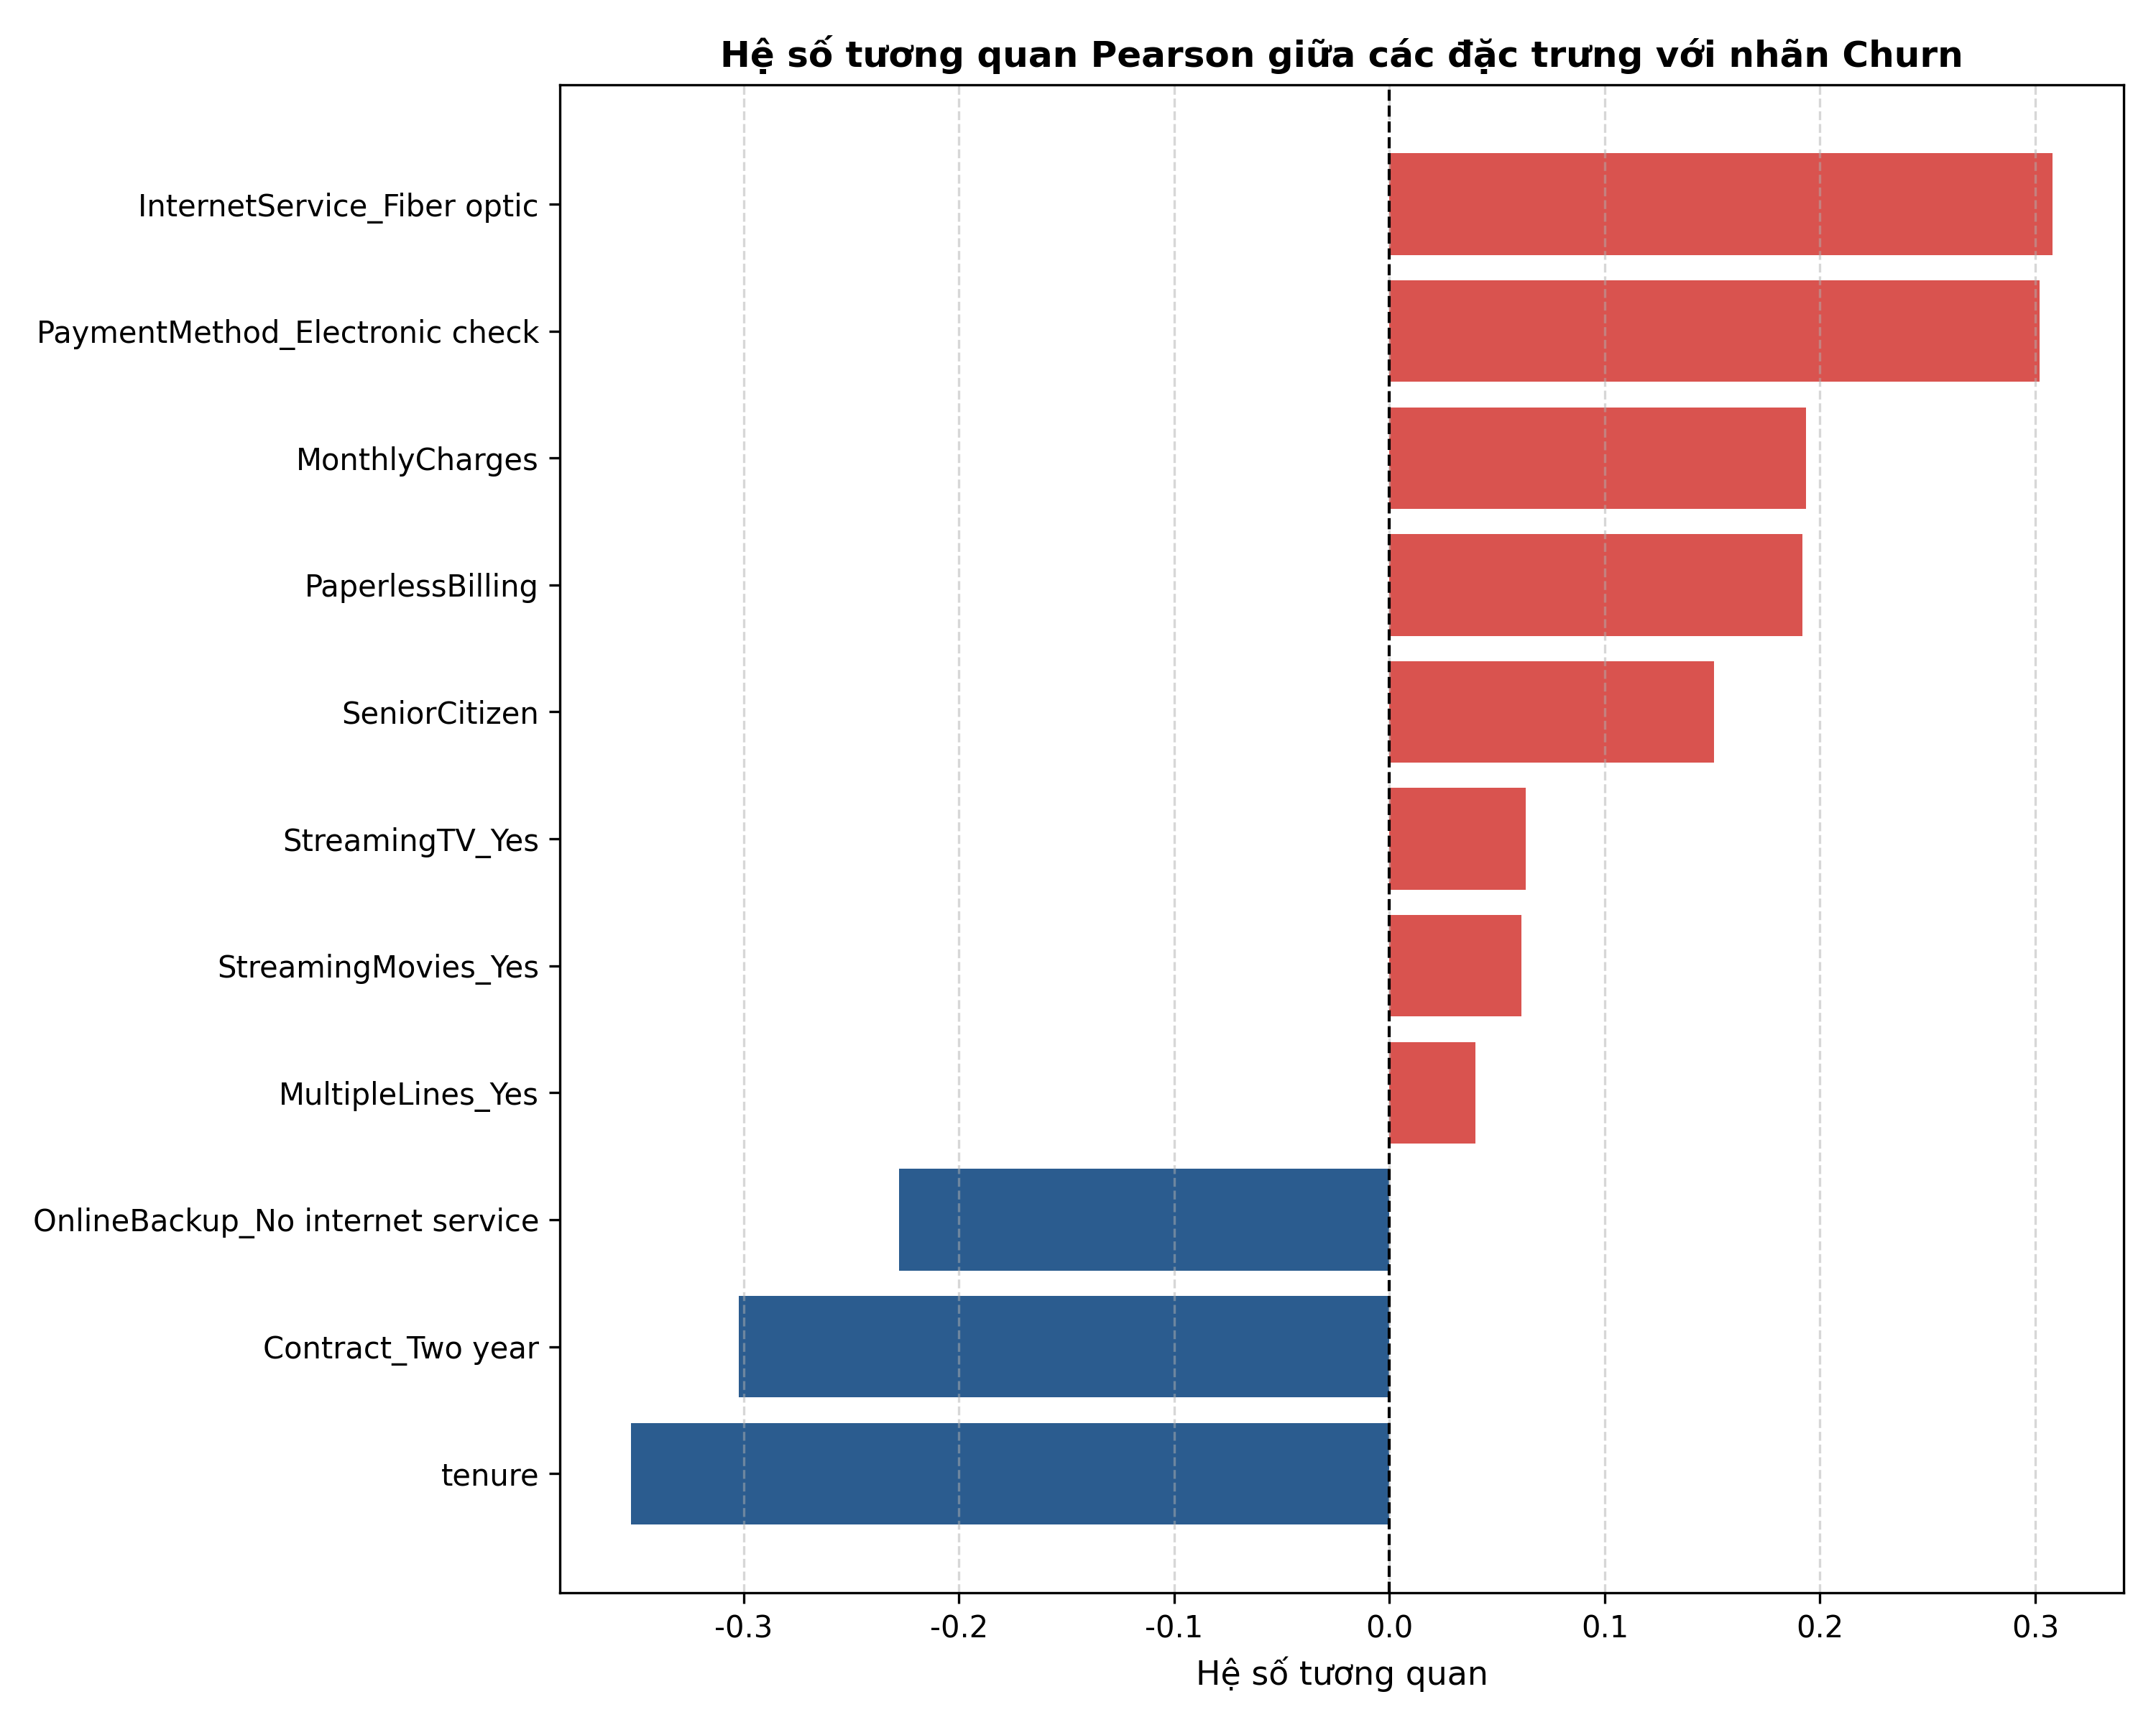 Hệ số tương quan Pearson giữa các đặc trưng với nhãn Churn
InternetService_Fiber optic
PaymentMethod_Electronic check
MonthlyCharges
PaperlessBilling
SeniorCitizen
StreamingTV_Yes
StreamingMovies_Yes
MultipleLines_Yes
OnlineBackup_No internet service
Contract_Two year
tenure
-0.3 -0.2 -0.1 0.0 0.1 0.2 0.3
Hệ số tương quan